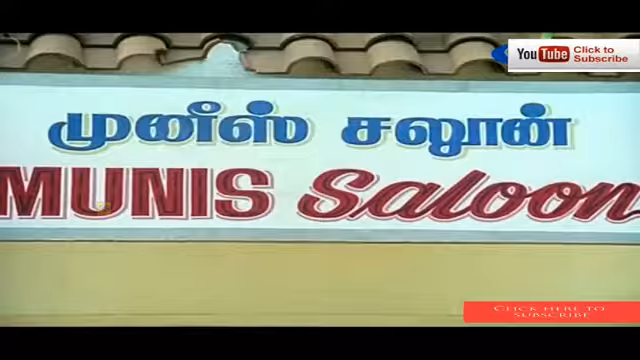 YouTube Click to
Subscribe
முனீஸ் சலூன்
MUNIS Saloon
CLICK HERE TO
SUBSCRIBE